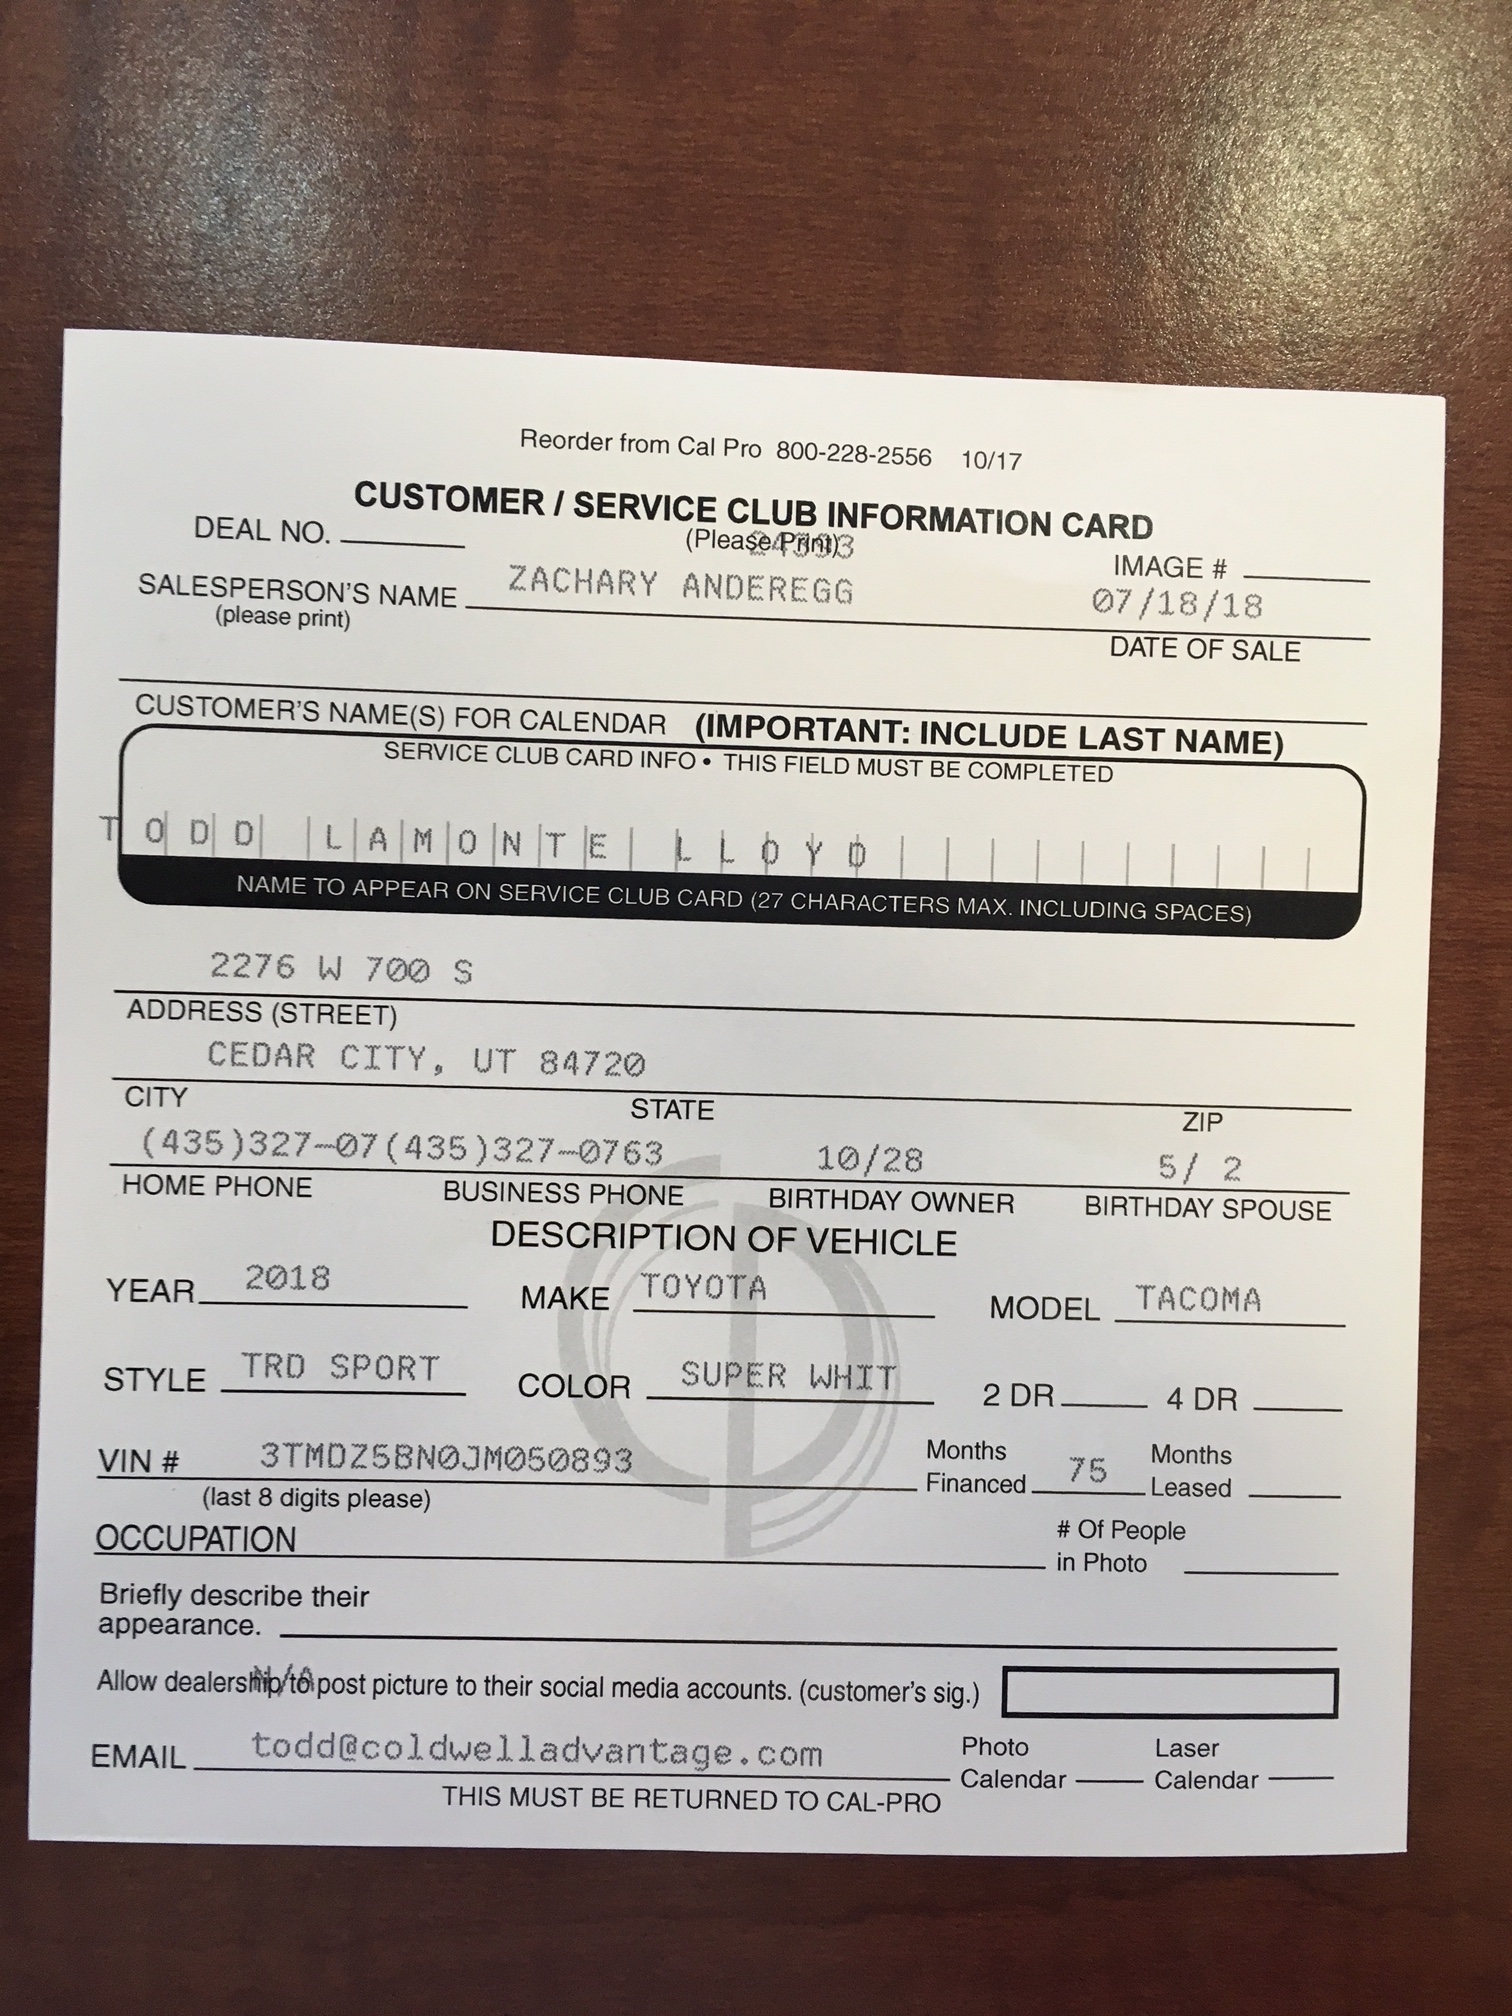 Reorder from Cal Pro 800-228-2556 10/17
CUSTOMER / SERVICE CLUB INFORMATION CARD
DEAL NO.
(Please Print)
IMAGE #
SALESPERSON'S NAME ZACHARY ANDEREGG 07/18/18
(please print)
DATE OF SALE
CUSTOMER'S NAME(S) FOR CALENDAR (IMPORTANT: INCLUDE LAST NAME)
SERVICE CLUB CARD INFO • THIS FIELD MUST BE COMPLETED
TODD LAMONTE LLOYD
NAME TO APPEAR ON SERVICE CLUB CARD (27 CHARACTERS MAX. INCLUDING SPACES)
2276 W 700 S
ADDRESS (STREET)
CEDAR CITY, UT 84720
CITY STATE ZIP
(435)327-07(435)327-0763 10/28 5/ 2
HOME PHONE BUSINESS PHONE BIRTHDAY OWNER BIRTHDAY SPOUSE
DESCRIPTION OF VEHICLE
YEAR 2018 MAKE TOYOTA MODEL TACOMA
STYLE TRD SPORT COLOR SUPER WHIT 2 DR 4 DR
VIN # 3TMDZ5BN0JM050893 Months Financed 75 Months Leased
(last 8 digits please)
OCCUPATION # Of People in Photo
Briefly describe their
appearance.
N/A
Allow dealership to post picture to their social media accounts. (customer's sig.)
EMAIL todd@coldwelladvantage.com Photo Calendar Laser Calendar
THIS MUST BE RETURNED TO CAL-PRO